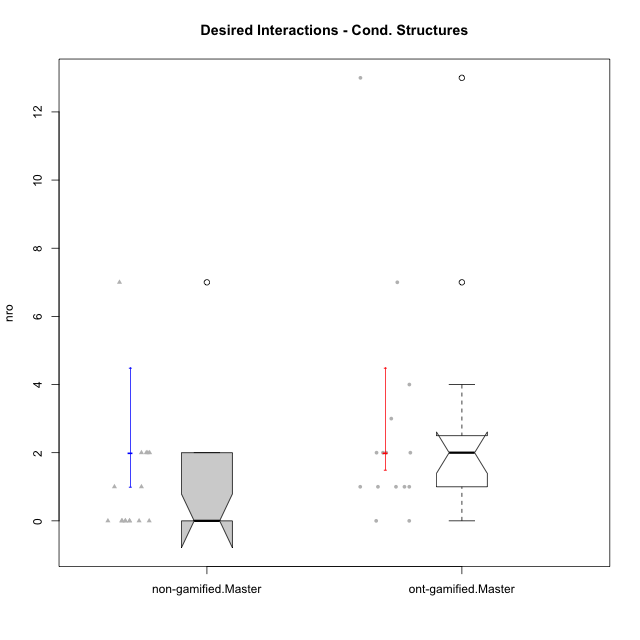 Desired Interactions - Cond. Structures
nro
12
10
8
6
4
2
0
non-gamified.Master
ont-gamified.Master